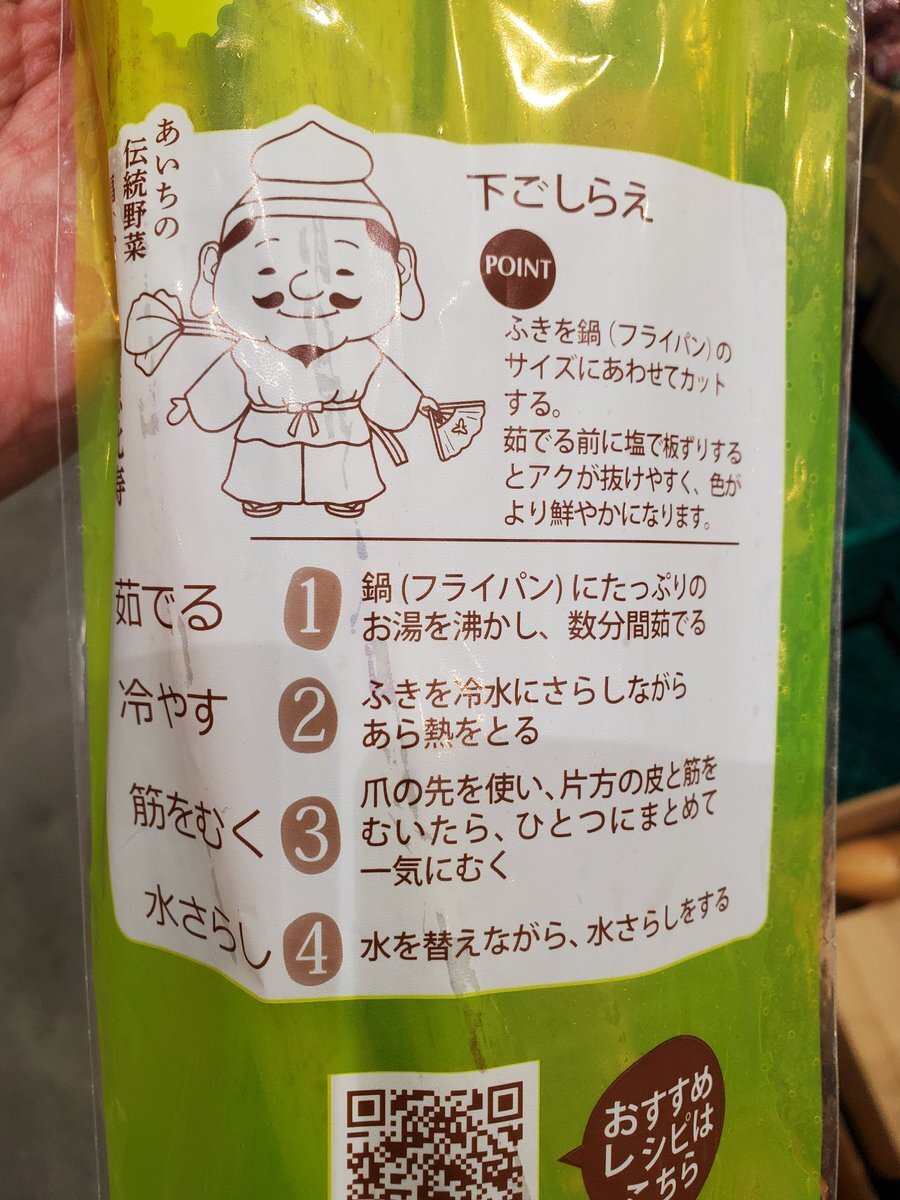 あいちの
伝統野菜
下ごしらえ
POINT
ふきを鍋(フライパン)の
サイズにあわせてカット
する。
茹でる前に塩で板ずりする
とアクが抜けやすく、色が
より鮮やかになります。
茹でる
1
鍋(フライパン)にたっぷりの
お湯を沸かし、数分間茹でる
冷やす
2
ふきを冷水にさらしながら
あら熱をとる
筋をむく
3
爪の先を使い、片方の皮と筋を
むいたら、ひとつにまとめて
一気にむく
水さらし
4
水を替えながら、水さらしをする
おすすめ
レシピは
こちら